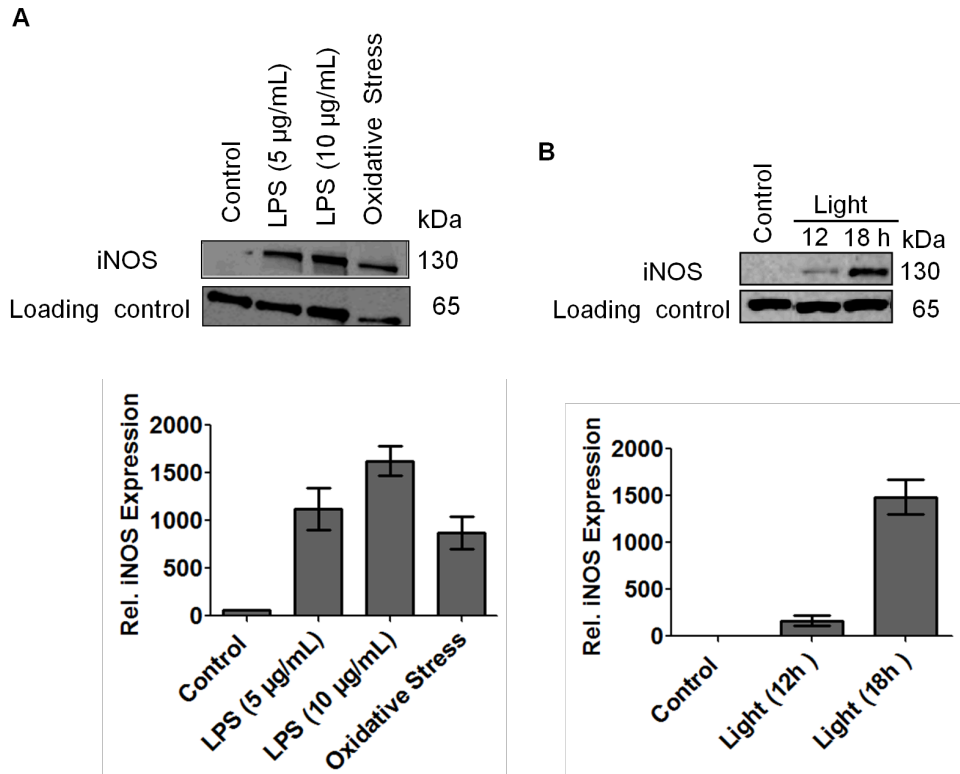 A
Control
LPS (5 µg/mL)
LPS (10 µg/mL)
Oxidative Stress
kDa
iNOS
130
Loading control
65
Rel. iNOS Expression
2000
1500
1000
500
0
Control
LPS (5 µg/mL)
LPS (10 µg/mL)
Oxidative Stress
B
Control
Light
12 18 h kDa
iNOS
130
Loading control
65
Rel. iNOS Expression
2000
1500
1000
500
0
Control
Light (12h )
Light (18h)